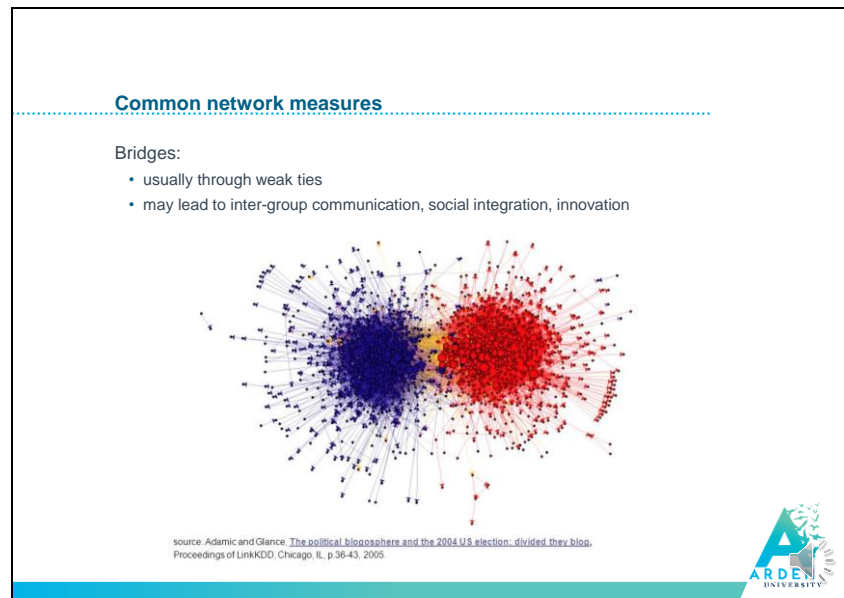 Common network measures
Bridges:
• usually through weak ties
• may lead to inter-group communication, social integration, innovation
source: Adamic and Glance, The political blogosphere and the 2004 US election: divided they blog,
Proceedings of LinkKDD, Chicago, IL, p.36-43, 2005.
ARDEN
UNIVERSITY